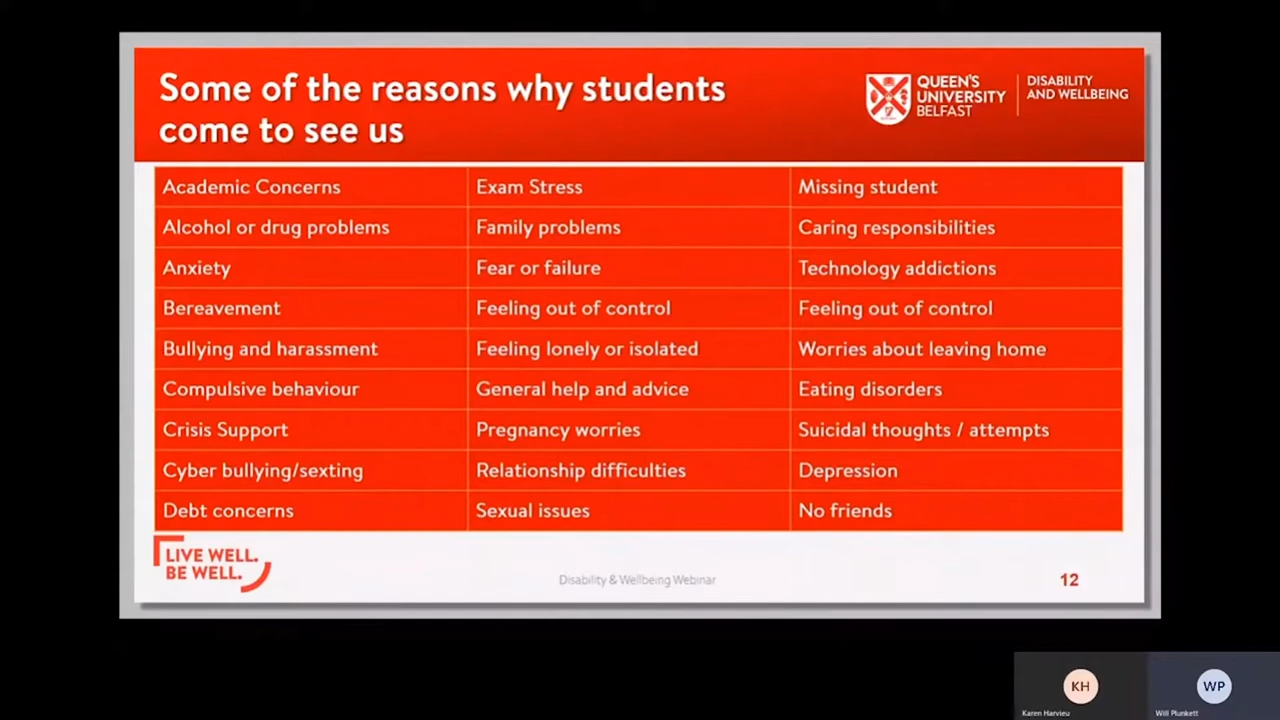 Some of the reasons why students
come to see us
QUEEN'S
UNIVERSITY
BELFAST
DISABILITY
AND WELLBEING
Academic Concerns Exam Stress Missing student
Alcohol or drug problems Family problems Caring responsibilities
Anxiety Fear or failure Technology addictions
Bereavement Feeling out of control Feeling out of control
Bullying and harassment Feeling lonely or isolated Worries about leaving home
Compulsive behaviour General help and advice Eating disorders
Crisis Support Pregnancy worries Suicidal thoughts / attempts
Cyber bullying/sexting Relationship difficulties Depression
Debt concerns Sexual issues No friends
LIVE WELL.
BE WELL.
Disability & Wellbeing Webinar
12
KH
WP
Karen Harvieu
Will Plunkett